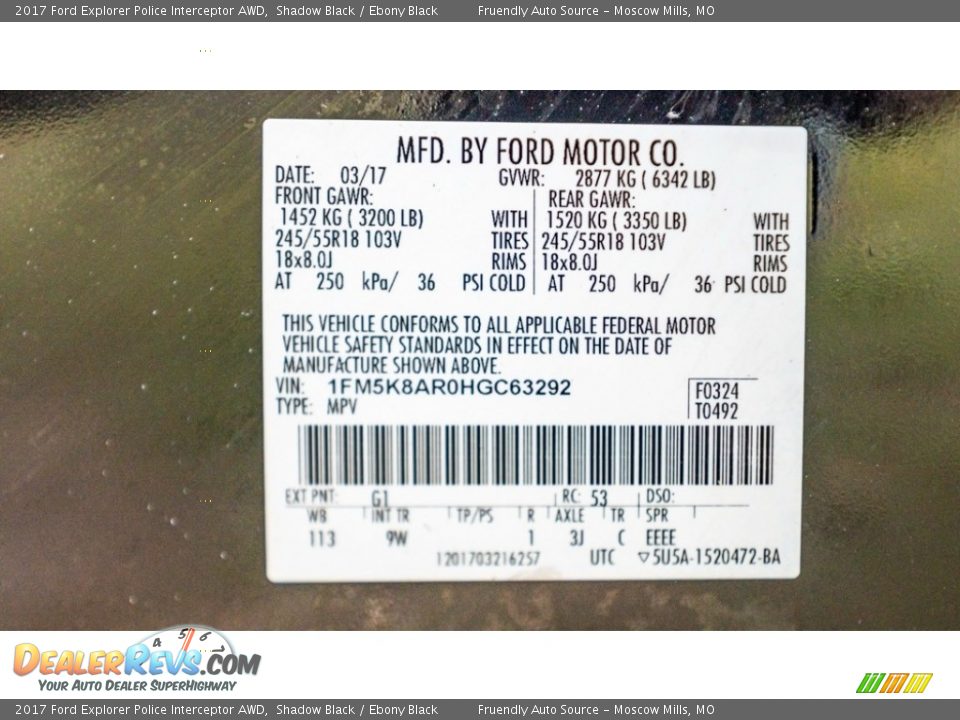 2017 Ford Explorer Police Interceptor AWD, Shadow Black / Ebony Black Fruendly Auto Source - Moscow Mills, MO
MFD. BY FORD MOTOR CO.
DATE: 03/17 GVWR: 2877 KG ( 6342 LB)
FRONT GAWR: REAR GAWR:
1452 KG ( 3200 LB) WITH 1520 KG ( 3350 LB) WITH
245/55R18 103V TIRES 245/55R18 103V TIRES
18x8.0J RIMS 18x8.0J RIMS
AT 250 kPa/ 36 PSI COLD AT 250 kPa/ 36 PSI COLD
THIS VEHICLE CONFORMS TO ALL APPLICABLE FEDERAL MOTOR
VEHICLE SAFETY STANDARDS IN EFFECT ON THE DATE OF
MANUFACTURE SHOWN ABOVE.
VIN: 1FM5K8AR0HGC63292 F0324
TYPE: MPV T0492
EXT PNT: G1 RC: 53 DSO:
WB INT TR TP/PS R AXLE TR SPR
113 9W 1 3J C EEEE
1201703216257 UTC ▽5U5A-1520472-BA
4 5 6
DEALERREVS.COM
YOUR AUTO DEALER SUPERHIGHWAY
2017 Ford Explorer Police Interceptor AWD, Shadow Black / Ebony Black Fruendly Auto Source - Moscow Mills, MO